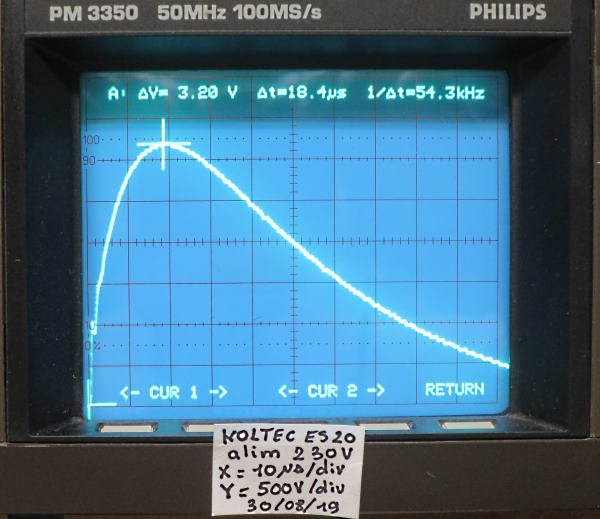 PM 3350 50MHz 100MS/s PHILIPS
A: ΔV= 3.20 V Δt=18.4µs 1/Δt=54.3kHz
100
90
10
0%
<- CUR 1 -> <- CUR 2 -> RETURN
KOLTEC ES20
alim 230V
X = 10µs/div
Y = 500V/div
30/08/19